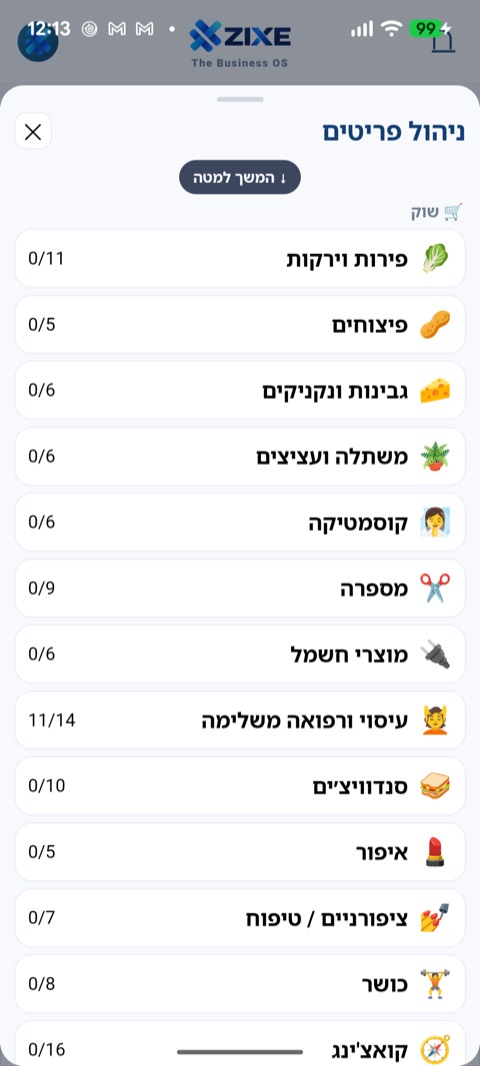 12:13
99
ZIXE
The Business OS
ניהול פריטים
↓ המשך למטה
שוק
פירות וירקות 0/11
פיצוחים 0/5
גבינות ונקניקים 0/6
משתלה ועציצים 0/6
קוסמטיקה 0/6
מספרה 0/9
מוצרי חשמל 0/6
עיסוי ורפואה משלימה 11/14
סנדוויצ׳ים 0/10
איפור 0/5
ציפורניים / טיפוח 0/7
כושר 0/8
קואצ'ינג 0/16